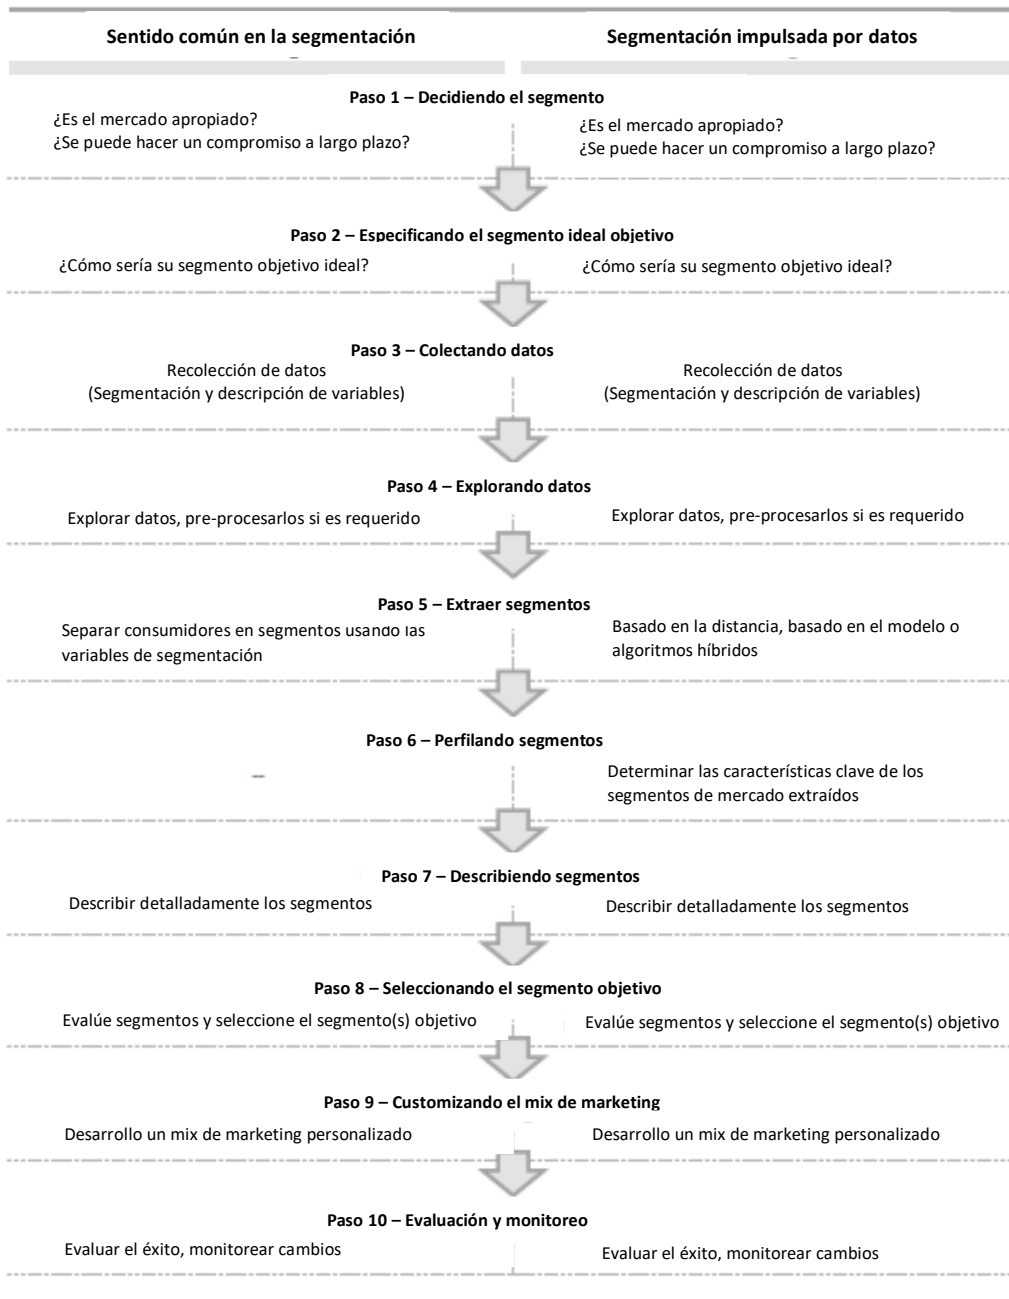 Sentido común en la segmentación
Segmentación impulsada por datos
Paso 1 – Decidiendo el segmento
¿Es el mercado apropiado?
¿Se puede hacer un compromiso a largo plazo?
¿Es el mercado apropiado?
¿Se puede hacer un compromiso a largo plazo?
Paso 2 – Especificando el segmento ideal objetivo
¿Cómo sería su segmento objetivo ideal?
¿Cómo sería su segmento objetivo ideal?
Paso 3 – Colectando datos
Recolección de datos
(Segmentación y descripción de variables)
Recolección de datos
(Segmentación y descripción de variables)
Paso 4 – Explorando datos
Explorar datos, pre-procesarlos si es requerido
Explorar datos, pre-procesarlos si es requerido
Paso 5 – Extraer segmentos
Separar consumidores en segmentos usando las
variables de segmentación
Basado en la distancia, basado en el modelo o
algoritmos híbridos
Paso 6 – Perfilando segmentos
Determinar las características clave de los
segmentos de mercado extraídos
Paso 7 – Describiendo segmentos
Describir detalladamente los segmentos
Describir detalladamente los segmentos
Paso 8 – Seleccionando el segmento objetivo
Evalúe segmentos y seleccione el segmento(s) objetivo
Evalúe segmentos y seleccione el segmento(s) objetivo
Paso 9 – Customizando el mix de marketing
Desarrollo un mix de marketing personalizado
Desarrollo un mix de marketing personalizado
Paso 10 – Evaluación y monitoreo
Evaluar el éxito, monitorear cambios
Evaluar el éxito, monitorear cambios